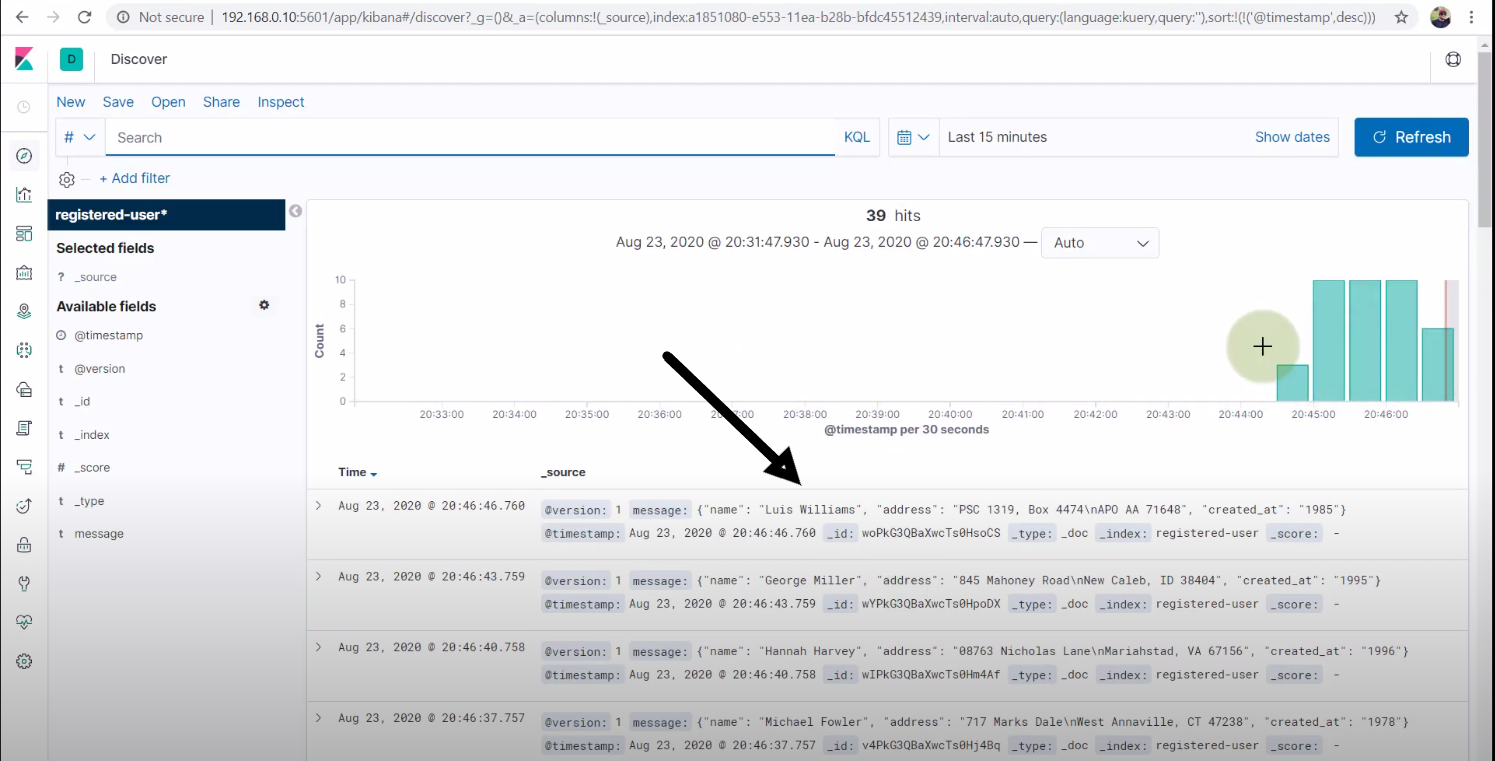 Not secure | 192.168.0.10:5601/app/kibana#/discover?_g=()&_a=(columns:!(_source),index:a1851080-e553-11ea-b28b-bfdc45512439,interval:auto,query:(language:kuery,query:''),sort:!(!('@timestamp',desc)))
D Discover
New Save Open Share Inspect
# Search KQL Last 15 minutes Show dates Refresh
+ Add filter
registered-user*
Selected fields
? _source
Available fields
@timestamp
t @version
t _id
t _index
# _score
t _type
t message
39 hits
Aug 23, 2020 @ 20:31:47.930 - Aug 23, 2020 @ 20:46:47.930 — Auto
Count
10
8
6
4
2
0
20:33:00 20:34:00 20:35:00 20:36:00 20:37:00 20:38:00 20:39:00 20:40:00 20:41:00 20:42:00 20:43:00 20:44:00 20:45:00 20:46:00
@timestamp per 30 seconds
Time _source
Aug 23, 2020 @ 20:46:46.760 @version: 1 message: {"name": "Luis Williams", "address": "PSC 1319, Box 4474\nAPO AA 71648", "created_at": "1985"}
@timestamp: Aug 23, 2020 @ 20:46:46.760 _id: woPkG3QBaXwcTs0HsoCS _type: _doc _index: registered-user _score: -
Aug 23, 2020 @ 20:46:43.759 @version: 1 message: {"name": "George Miller", "address": "845 Mahoney Road\nNew Caleb, ID 38404", "created_at": "1995"}
@timestamp: Aug 23, 2020 @ 20:46:43.759 _id: wYPkG3QBaXwcTs0HpoDX _type: _doc _index: registered-user _score: -
Aug 23, 2020 @ 20:46:40.758 @version: 1 message: {"name": "Hannah Harvey", "address": "08763 Nicholas Lane\nMariahstad, VA 67156", "created_at": "1996"}
@timestamp: Aug 23, 2020 @ 20:46:40.758 _id: wIPkG3QBaXwcTs0Hm4Af _type: _doc _index: registered-user _score: -
Aug 23, 2020 @ 20:46:37.757 @version: 1 message: {"name": "Michael Fowler", "address": "717 Marks Dale\nWest Annaville, CT 47238", "created_at": "1978"}
@timestamp: Aug 23, 2020 @ 20:46:37.757 _id: v4PkG3QBaXwcTs0Hj4Bq _type: _doc _index: registered-user _score: -